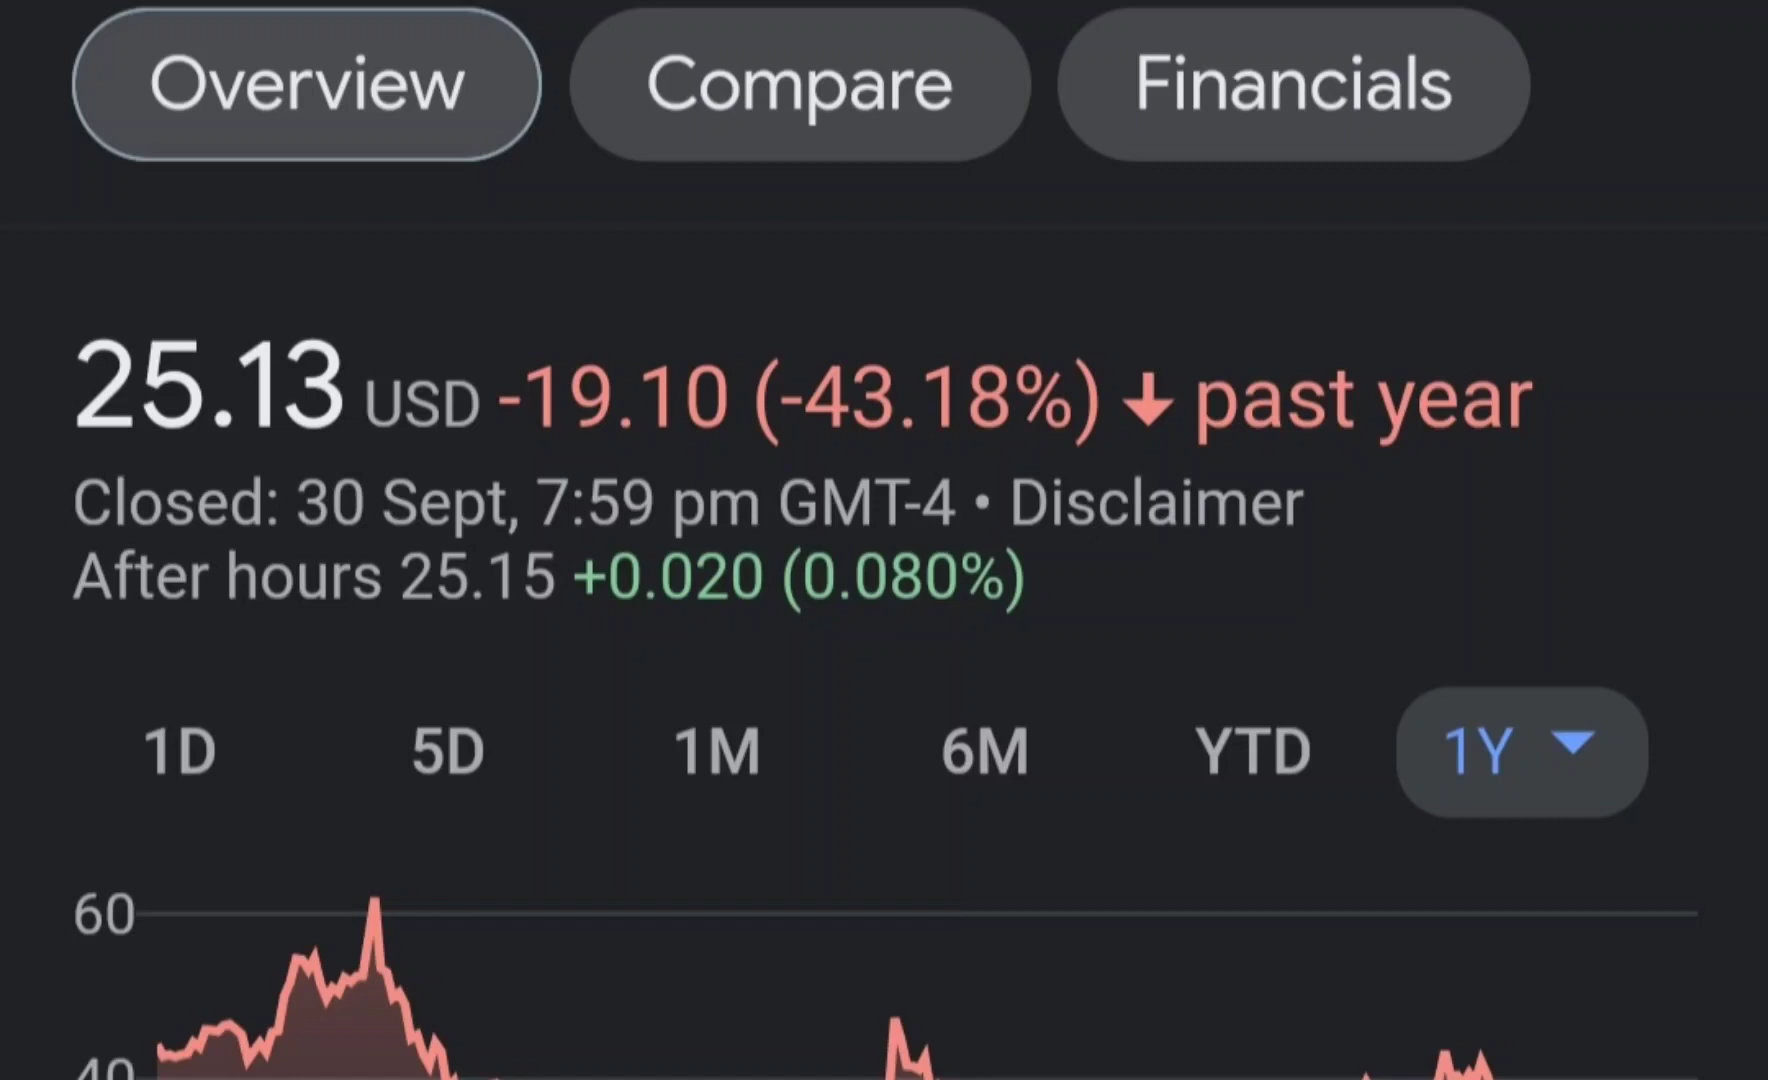 Overview Compare Financials
25.13 USD -19.10 (-43.18%) ↓ past year
Closed: 30 Sept, 7:59 pm GMT-4 • Disclaimer
After hours 25.15 +0.020 (0.080%)
1D 5D 1M 6M YTD 1Y
60
40